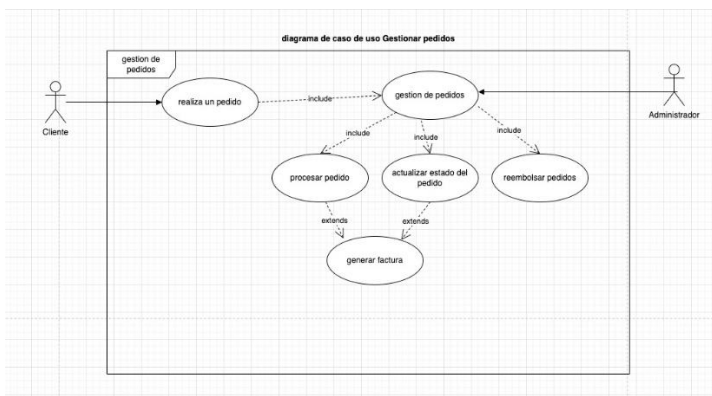 diagrama de caso de uso Gestionar pedidos
gestion de
pedidos
realiza un pedido
include
gestion de pedidos
Cliente
Administrador
include
include
include
procesar pedido
actualizar estado del
pedido
reembolsar pedidos
extends
extends
generar factura